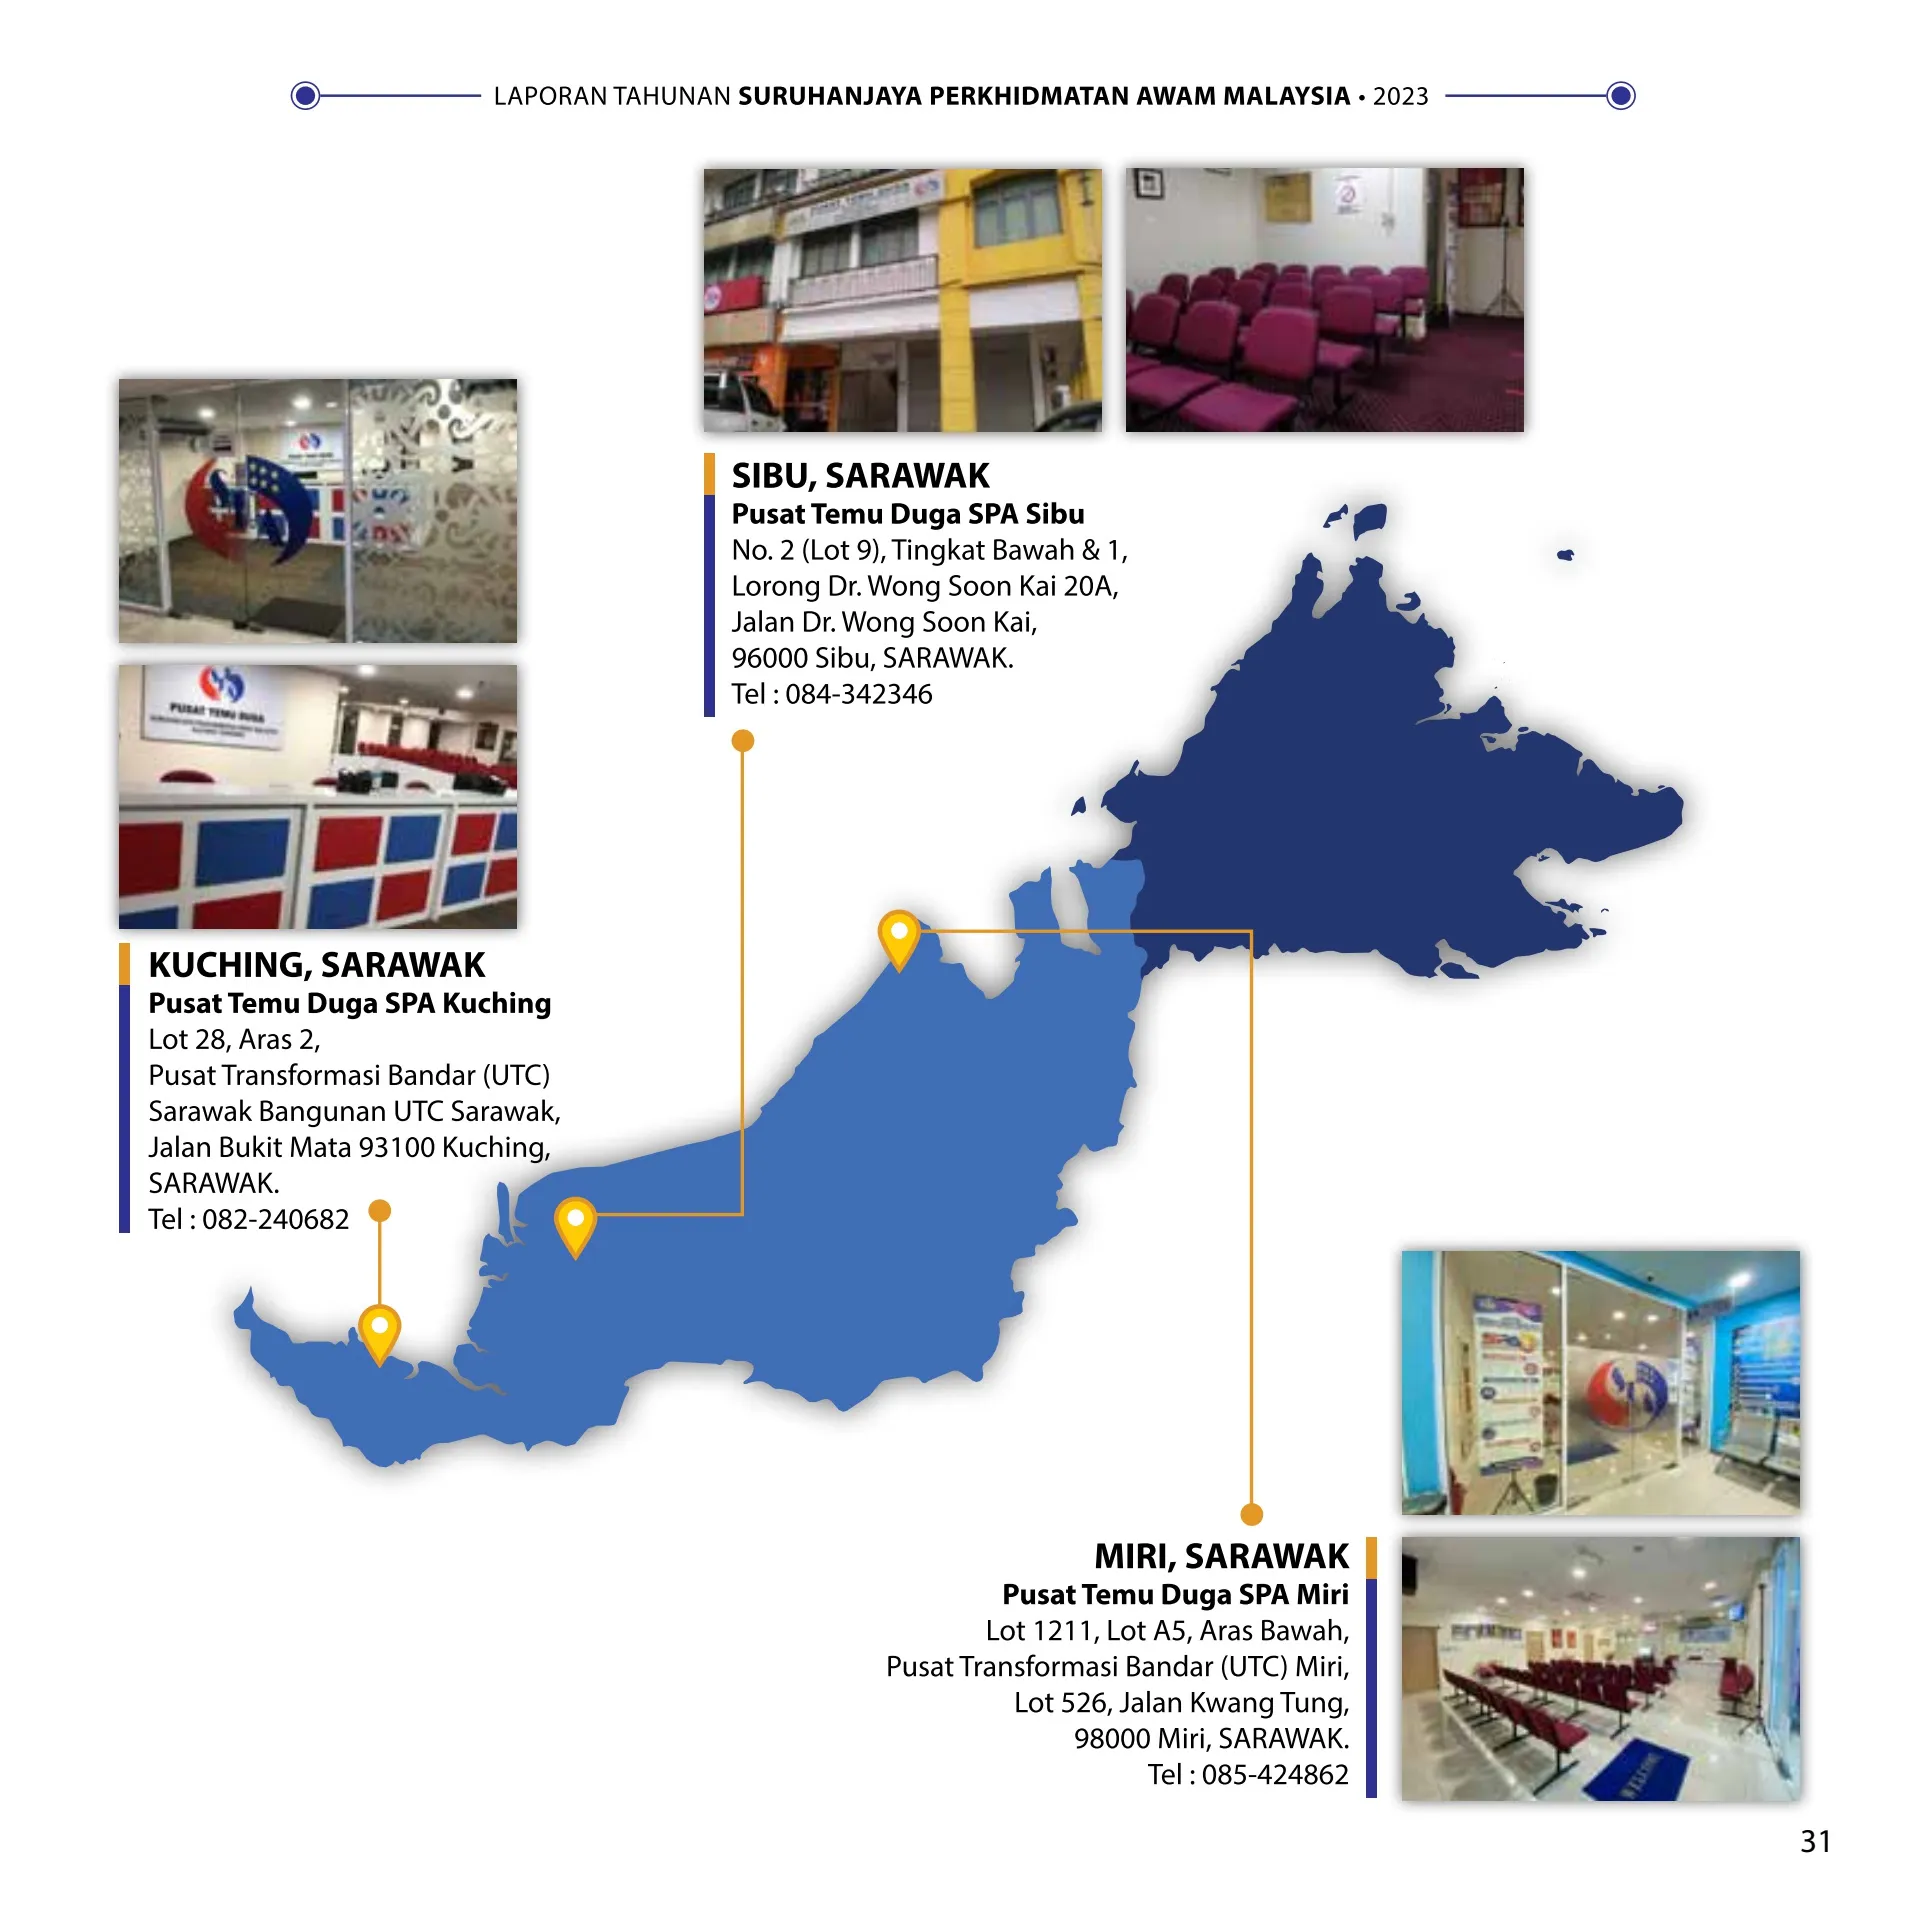 LAPORAN TAHUNAN SURUHANJAYA PERKHIDMATAN AWAM MALAYSIA • 2023
SIBU, SARAWAK
Pusat Temu Duga SPA Sibu
No. 2 (Lot 9), Tingkat Bawah & 1,
Lorong Dr. Wong Soon Kai 20A,
Jalan Dr. Wong Soon Kai,
96000 Sibu, SARAWAK.
Tel : 084-342346
PUSAT TEMU DUGA
KUCHING, SARAWAK
Pusat Temu Duga SPA Kuching
Lot 28, Aras 2,
Pusat Transformasi Bandar (UTC)
Sarawak Bangunan UTC Sarawak,
Jalan Bukit Mata 93100 Kuching,
SARAWAK.
Tel : 082-240682
MIRI, SARAWAK
Pusat Temu Duga SPA Miri
Lot 1211, Lot A5, Aras Bawah,
Pusat Transformasi Bandar (UTC) Miri,
Lot 526, Jalan Kwang Tung,
98000 Miri, SARAWAK.
Tel : 085-424862
WELCOME
31